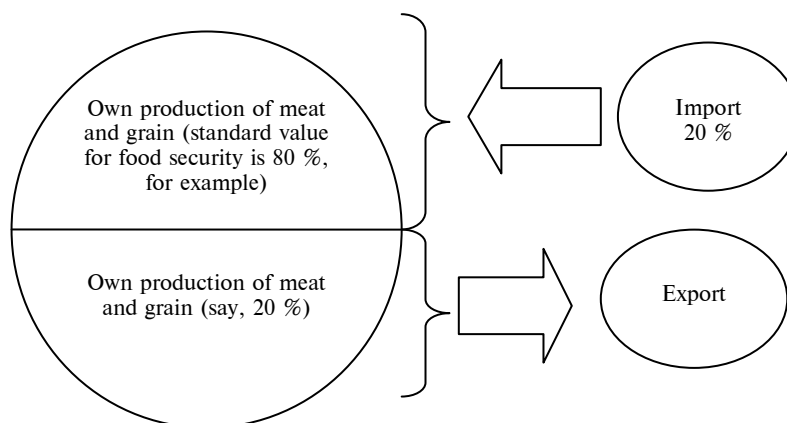 Own production of meat
and grain (standard value
for food security is 80 %,
for example)
Import
20 %
Own production of meat
and grain (say, 20 %)
Export